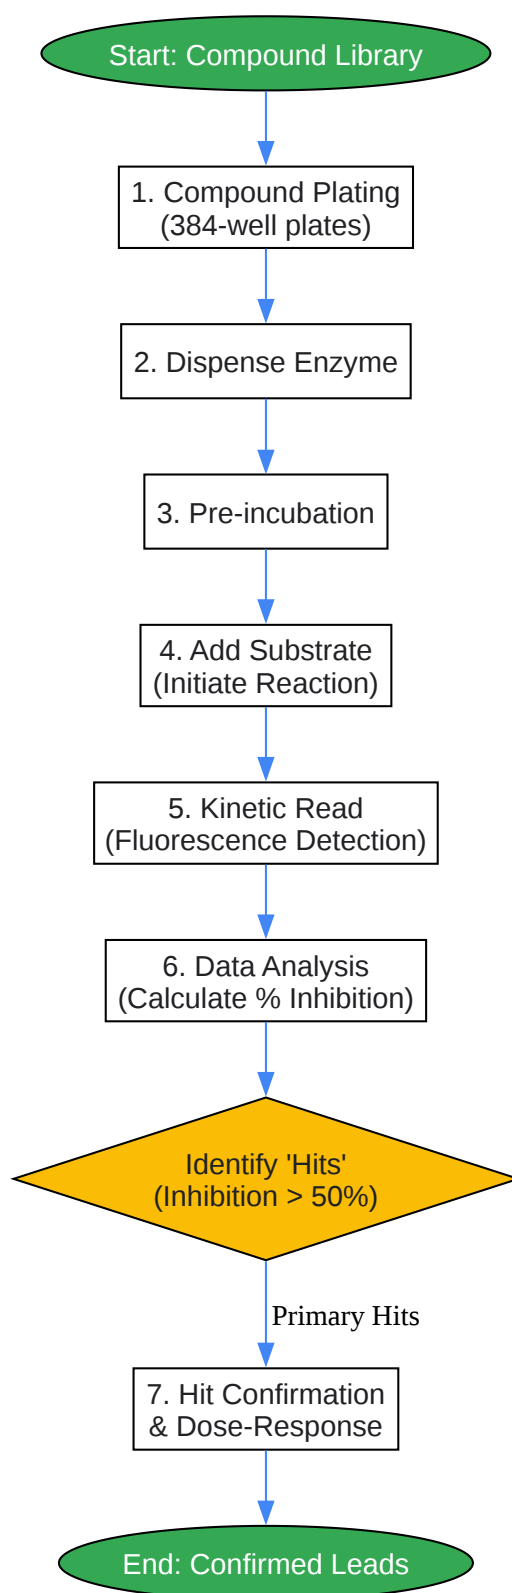 Start: Compound Library
1. Compound Plating
(384-well plates)
2. Dispense Enzyme
3. Pre-incubation
4. Add Substrate
(Initiate Reaction)
5. Kinetic Read
(Fluorescence Detection)
6. Data Analysis
(Calculate % Inhibition)
Identify 'Hits'
(Inhibition > 50%)
Primary Hits
7. Hit Confirmation
& Dose-Response
End: Confirmed Leads